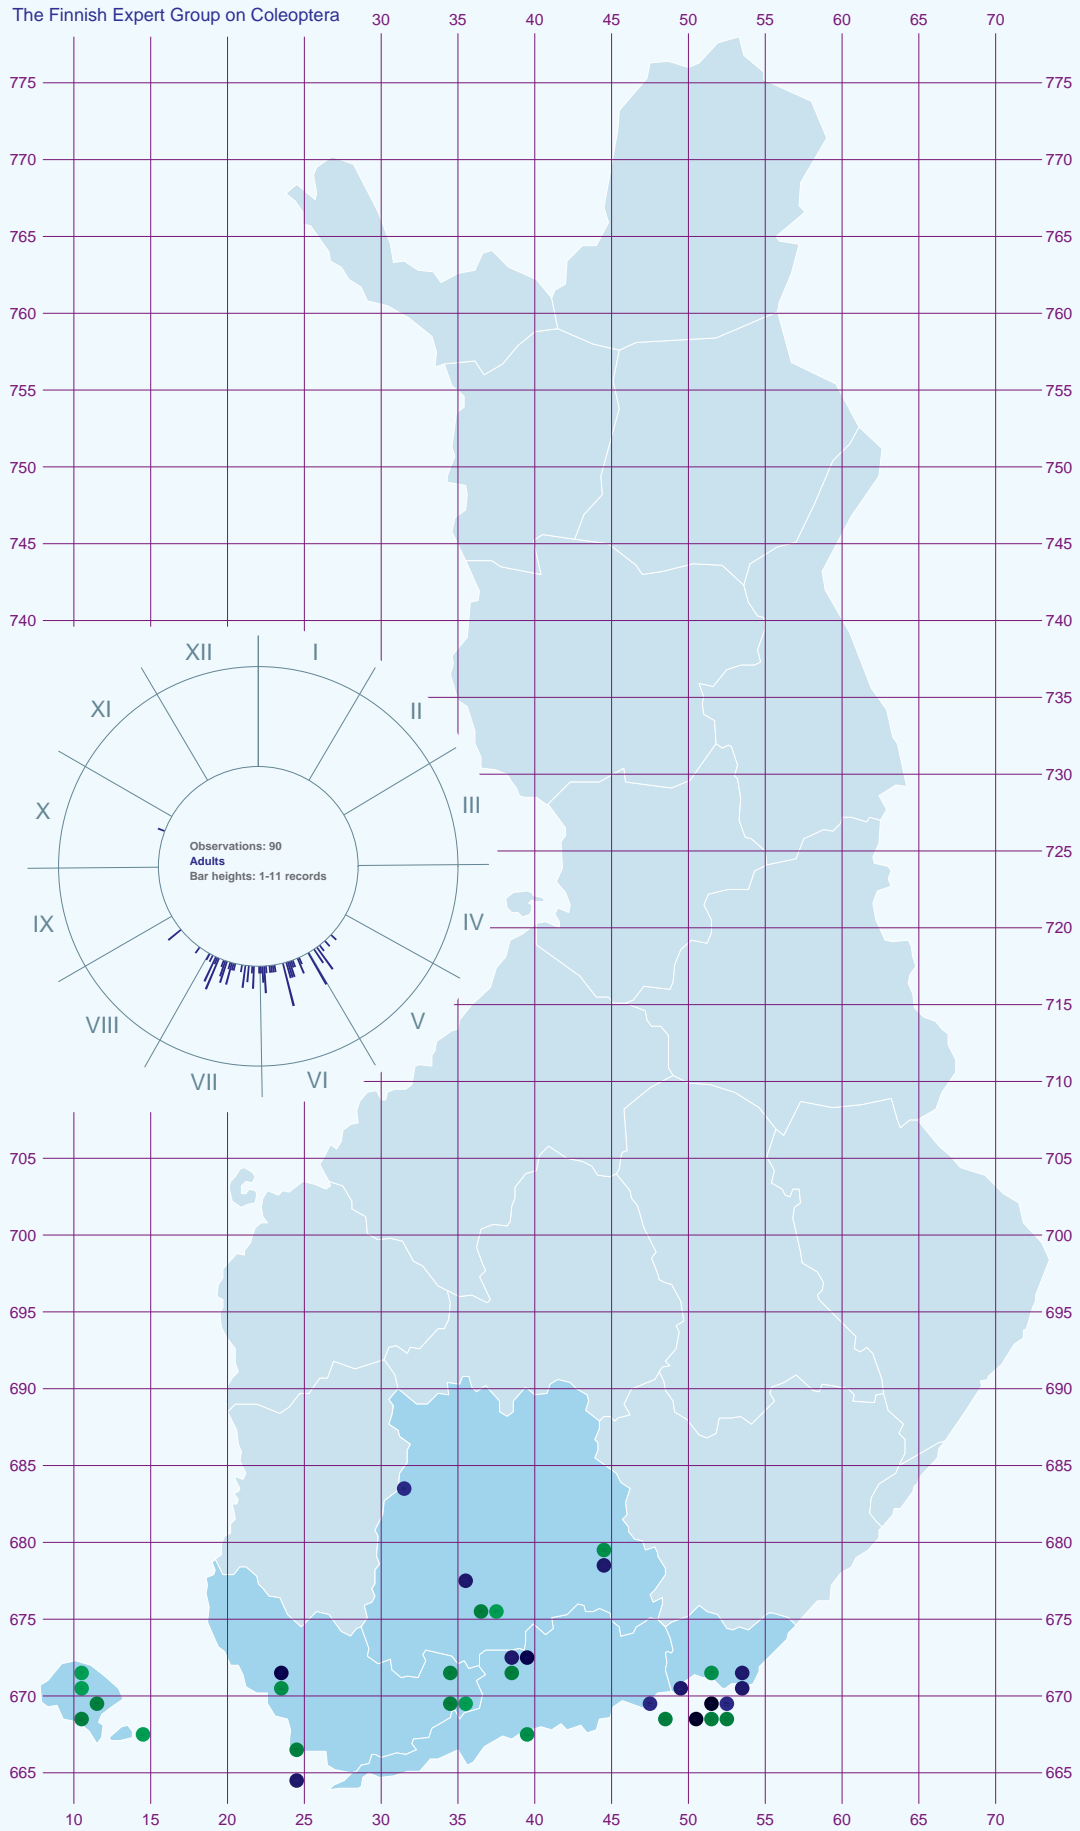 The Finnish Expert Group on Coleoptera
30 35 40 45 50 55 60 65 70
775 775
770 770
765 765
760 760
755 755
750 750
745 745
740 740
XII I
XI II
735
730
X III
Observations: 90
Adults
Bar heights: 1-11 records
725
IX IV
720
715
VIII V
VII VI
710
705 705
700 700
695 695
690 690
685 685
680 680
675 675
670 670
665 665
10 15 20 25 30 35 40 45 50 55 60 65 70